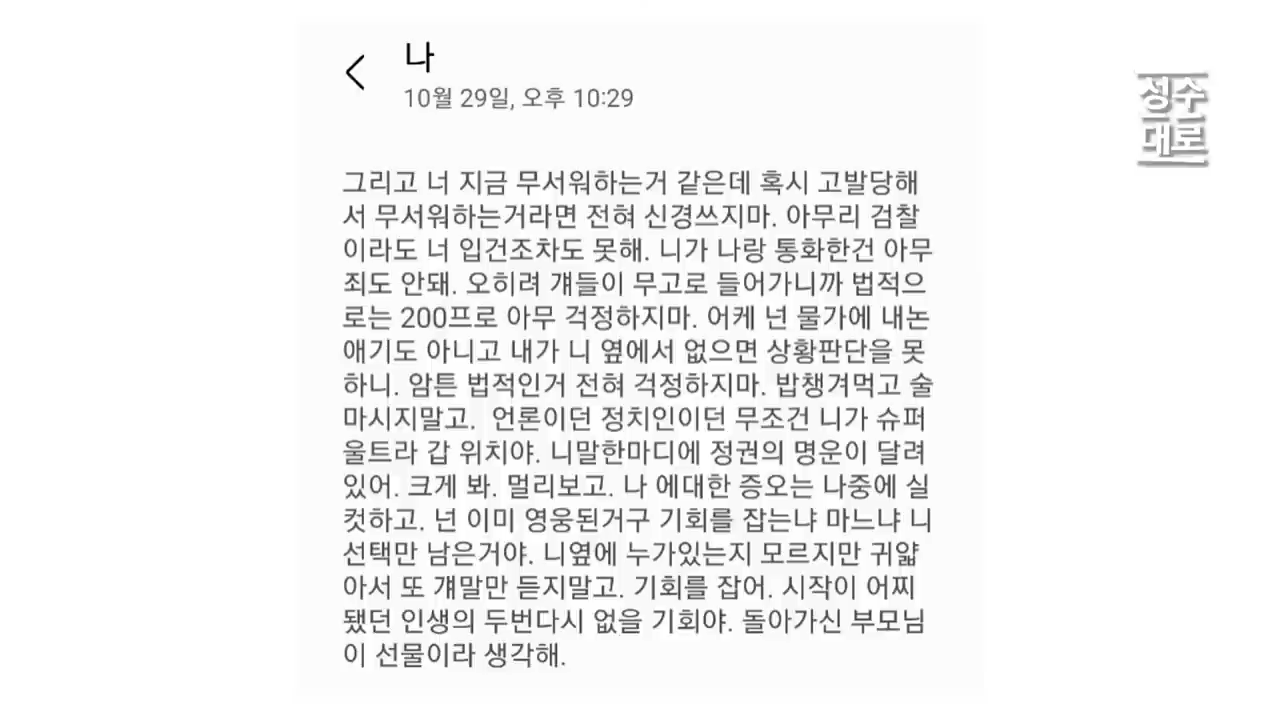 나
10월 29일, 오후 10:29
성수
대로
그리고 너 지금 무서워하는거 같은데 혹시 고발당해
서 무서워하는거라면 전혀 신경쓰지마. 아무리 검찰
이라도 너 입건조차도 못해. 니가 나랑 통화한건 아무
죄도 안돼. 오히려 걔들이 무고로 들어가니까 법적으
로는 200프로 아무 걱정하지마. 어케 넌 물가에 내논
애기도 아니고 내가 니 옆에서 없으면 상황판단을 못
하니. 암튼 법적인거 전혀 걱정하지마. 밥챙겨먹고 술
마시지말고. 언론이던 정치인이던 무조건 니가 슈퍼
울트라 갑 위치야. 니말한마디에 정권의 명운이 달려
있어. 크게 봐. 멀리보고. 나 에대한 증오는 나중에 실
컷하고. 넌 이미 영웅된거구 기회를 잡는냐 마느냐 니
선택만 남은거야. 니옆에 누가있는지 모르지만 귀얇
아서 또 걔말만 듣지말고. 기회를 잡어. 시작이 어찌
됐던 인생의 두번다시 없을 기회야. 돌아가신 부모님
이 선물이라 생각해.